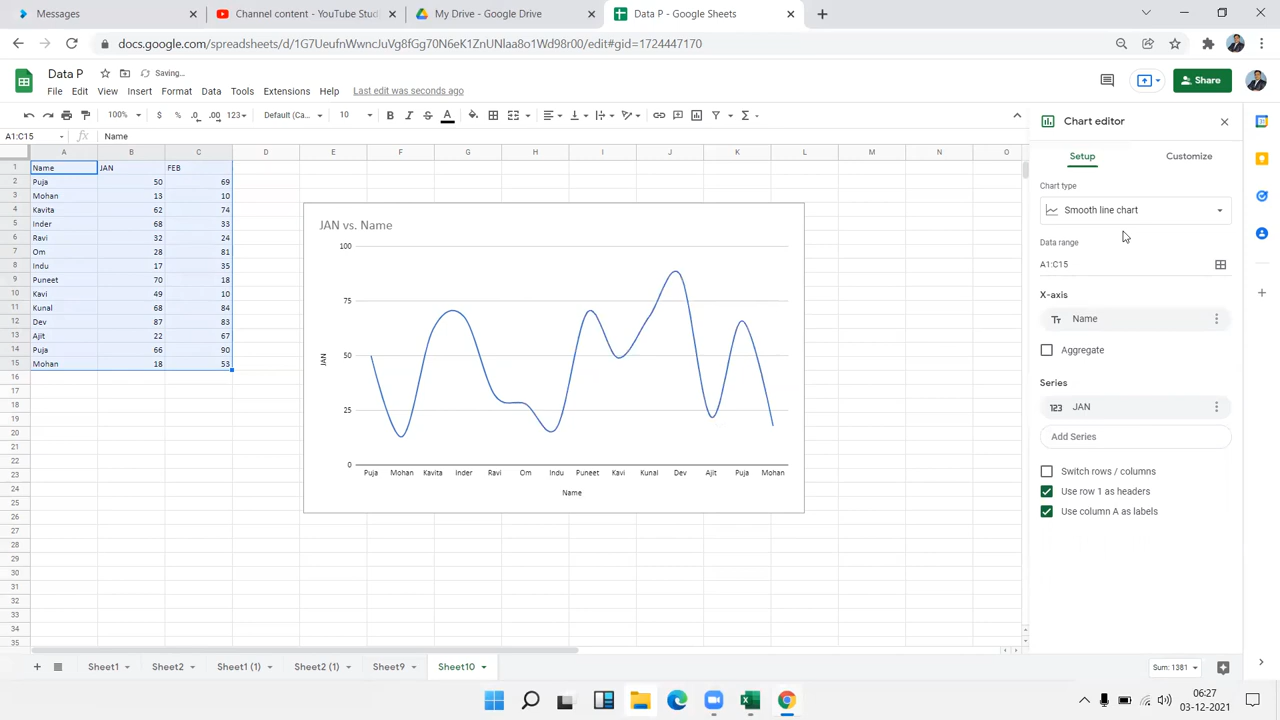 Messages
Channel content - YouTube Stud
My Drive - Google Drive
Data P - Google Sheets
docs.google.com/spreadsheets/d/1G7UeufnWwncJuVg8fGg70N6eK1ZnUNlaa8o1Wd98r00/edit#gid=1724447170
Data P
Saving...
File Edit View Insert Format Data Tools Extensions Help Last edit was seconds ago
Share
100% $ % .0 .00 123 Default (Ca... 10 B I S A
A1:C15 fx Name
A B C D E F G H I J K L M N O
1 Name JAN FEB
2 Puja 50 69
3 Mohan 13 10
4 Kavita 62 74
5 Inder 68 33
6 Ravi 32 24
7 Om 28 81
8 Indu 17 35
9 Puneet 70 18
10 Kavi 49 10
11 Kunal 68 84
12 Dev 87 83
13 Ajit 22 67
14 Puja 66 90
15 Mohan 18 53
16
17
18
19
20
21
22
23
24
25
26
27
28
29
30
31
32
33
34
35
JAN vs. Name
100
75
50
25
0
JAN
Puja Mohan Kavita Inder Ravi Om Indu Puneet Kavi Kunal Dev Ajit Puja Mohan
Name
Chart editor
Setup Customize
Chart type
Smooth line chart
Data range
A1:C15
X-axis
Tт Name
Aggregate
Series
123 JAN
Add Series
Switch rows / columns
Use row 1 as headers
Use column A as labels
Sheet1 Sheet2 Sheet1 (1) Sheet2 (1) Sheet9 Sheet10
Sum: 1381
06:27
03-12-2021